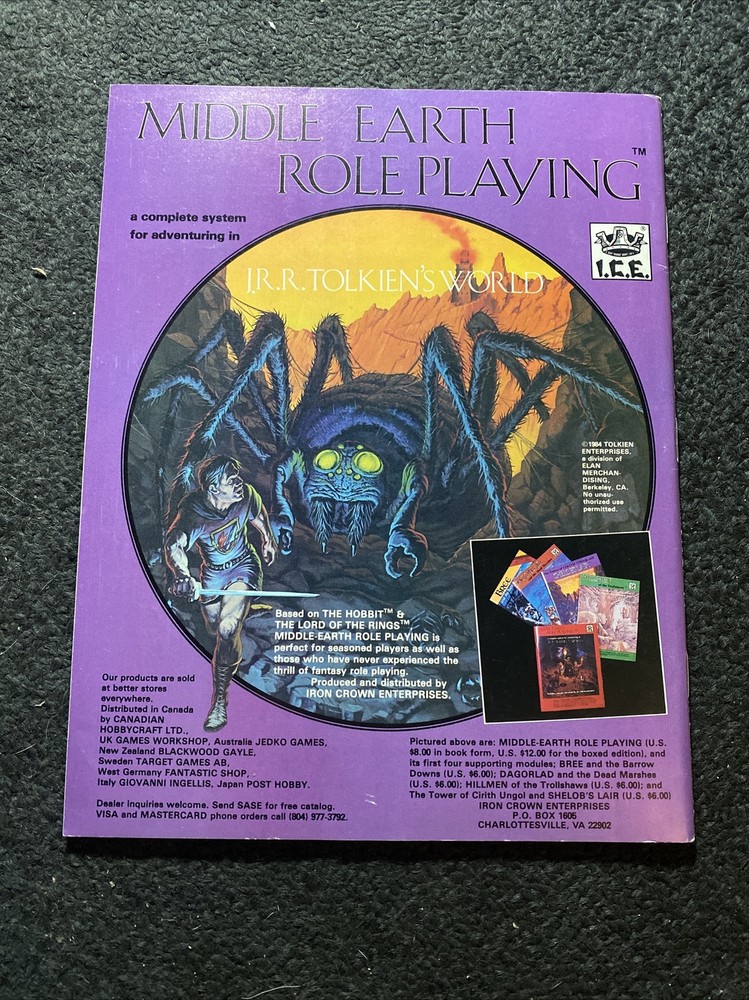 MIDDLE EARTH
ROLE PLAYING™
a complete system
for adventuring in
J.R.R. TOLKIEN'S WORLD
®
I.C.E.
©1984 TOLKIEN
ENTERPRISES,
a division of
ELAN
MERCHAN-
DISING,
Berkeley, CA.
No unau-
thorized use
permitted.
BREE
Based on THE HOBBIT™ &
THE LORD OF THE RINGS™
MIDDLE-EARTH ROLE PLAYING is
perfect for seasoned players as well as
those who have never experienced the
thrill of fantasy role playing.
Produced and distributed by
IRON CROWN ENTERPRISES.
Our products are sold
at better stores
everywhere.
Distributed in Canada
by CANADIAN
HOBBYCRAFT LTD.,
UK GAMES WORKSHOP, Australia JEDKO GAMES,
New Zealand BLACKWOOD GAYLE,
Sweden TARGET GAMES AB,
West Germany FANTASTIC SHOP,
Italy GIOVANNI INGELLIS, Japan POST HOBBY.
Dealer inquiries welcome. Send SASE for free catalog.
VISA and MASTERCARD phone orders call (804) 977-3792.
Pictured above are: MIDDLE-EARTH ROLE PLAYING (U.S.
$8.00 in book form, U.S. $12.00 for the boxed edition), and
its first four supporting modules; BREE and the Barrow
Downs (U.S. $6.00); DAGORLAD and the Dead Marshes
(U.S. $6.00); HILLMEN of the Trollshaws (U.S. $6.00); and
The Tower of Cirith Ungol and SHELOB'S LAIR (U.S. $6.00)
IRON CROWN ENTERPRISES
P.O. BOX 1605
CHARLOTTESVILLE, VA 22902